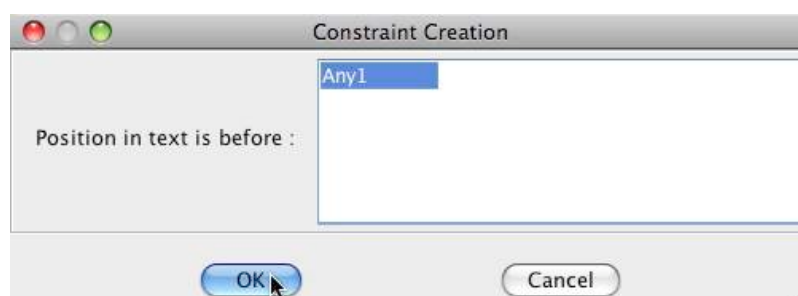 Constraint Creation
Any1
Position in text is before :
OK
Cancel